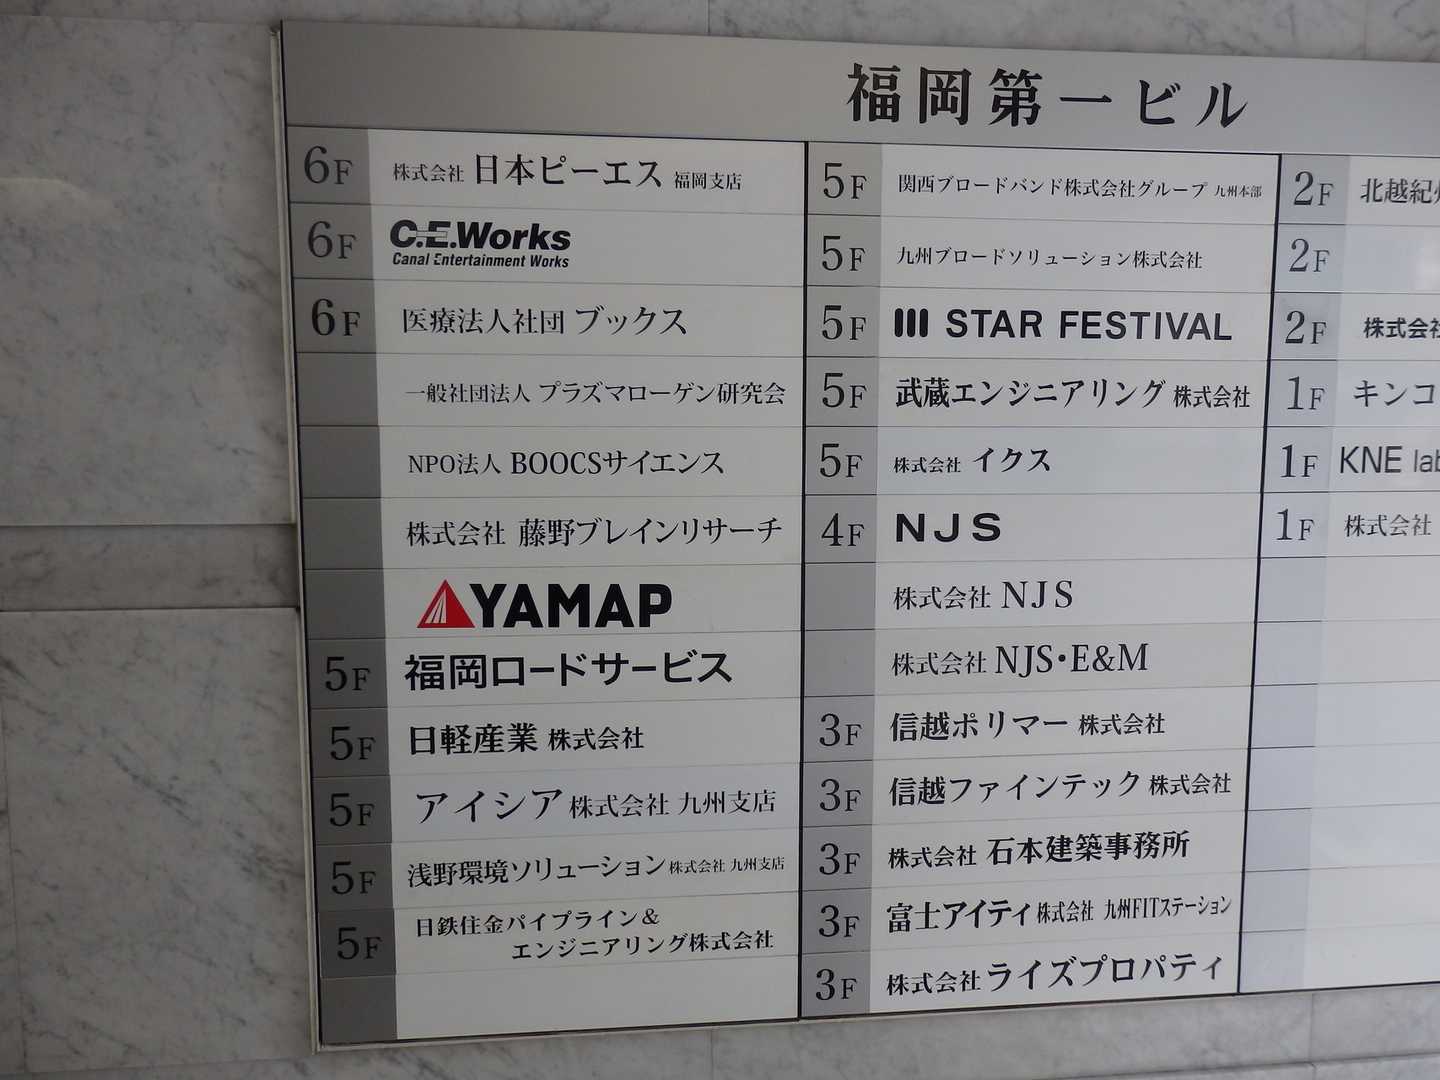 福岡第一ビル
6F 株式会社 日本ピーエス 福岡支店
6F C.E.Works
Canal Entertainment Works
6F 医療法人社団 ブックス
一般社団法人 プラズマローゲン研究会
NPO法人 BOOCSサイエンス
株式会社 藤野ブレインリサーチ
YAMAP
5F 福岡ロードサービス
5F 日軽産業 株式会社
5F アイシア 株式会社 九州支店
5F 浅野環境ソリューション 株式会社 九州支店
5F 日鉄住金パイプライン&
エンジニアリング株式会社
5F 関西ブロードバンド株式会社グループ 九州本部
5F 九州ブロードソリューション株式会社
5F STAR FESTIVAL
5F 武蔵エンジニアリング 株式会社
5F 株式会社 イクス
4F NJS
株式会社 NJS
株式会社 NJS・E&M
3F 信越ポリマー 株式会社
3F 信越ファインテック 株式会社
3F 株式会社 石本建築事務所
3F 富士アイティ 株式会社 九州FITステーション
3F 株式会社 ライズプロパティ
2F 北越紀
2F
2F 株式会社
1F キンコ
1F KNE lab
1F 株式会社